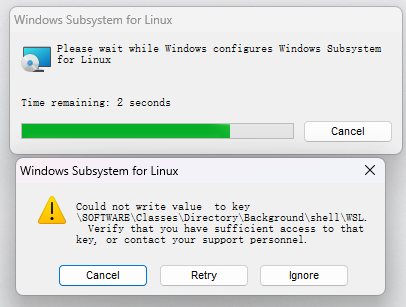 Windows Subsystem for Linux
Please wait while Windows configures Windows Subsystem
for Linux
Time remaining: 2 seconds
Cancel
Windows Subsystem for Linux
Could not write value  to key
\SOFTWARE\Classes\Directory\Background\shell\WSL.
Verify that you have sufficient access to that
key, or contact your support personnel.
Cancel
Retry
Ignore